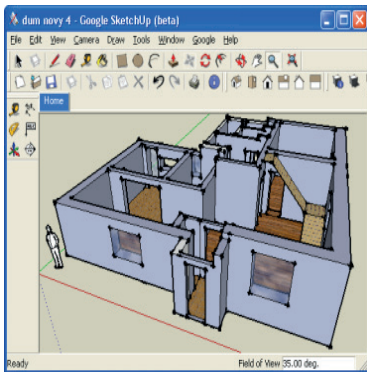 dum novy 4 - Google SketchUp (beta)
File Edit View Camera Draw Tools Window Google Help
Home
Ready Field of View 35.00 deg.